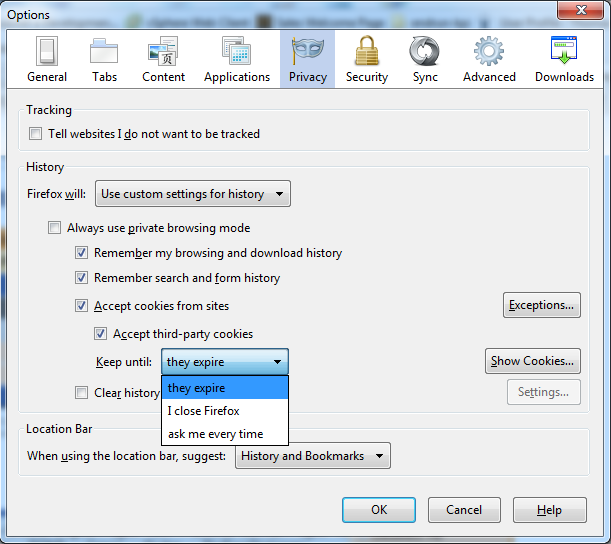 Options
General Tabs Content Applications Privacy Security Sync Advanced Downloads
Tracking
Tell websites I do not want to be tracked
History
Firefox will: Use custom settings for history
Always use private browsing mode
Remember my browsing and download history
Remember search and form history
Accept cookies from sites Exceptions...
Accept third-party cookies
Keep until: they expire Show Cookies...
they expire
Clear history Settings...
I close Firefox
ask me every time
Location Bar
When using the location bar, suggest: History and Bookmarks
OK Cancel Help